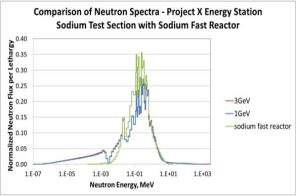 Comparison of Neutron Spectra - Project X Energy Station
Sodium Test Section with Sodium Fast Reactor
Normalized Neutron Flux per Lethargy
0.40
0.35
0.30
0.25
0.20
0.15
0.10
0.05
0.00
1.E-07
1.E-05
1.E-03
1.E-01
1.E+01
1.E+03
Neutron Energy, MeV
3GeV
1GeV
sodium fast reactor